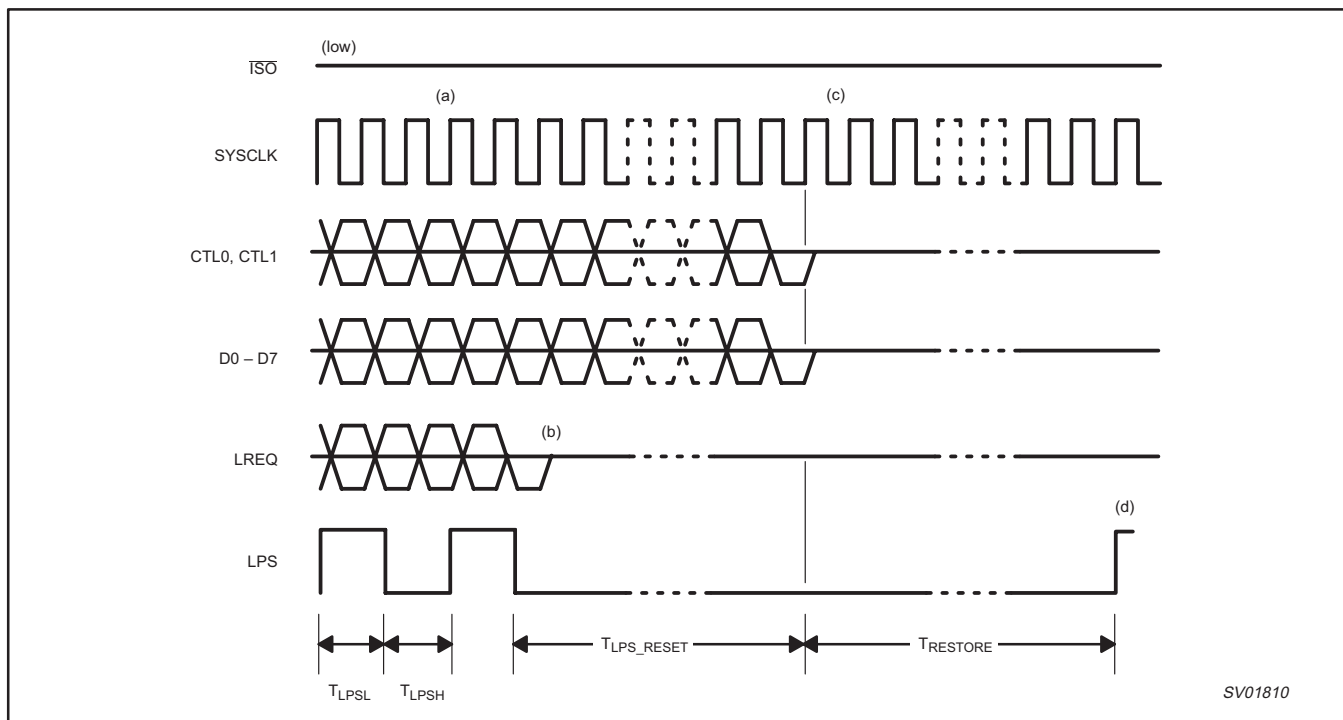 (low)
ISO
(a)
(c)
SYSCLK
CTL0, CTL1
D0 – D7
(b)
LREQ
(d)
LPS
TLPS_RESET
TRESTORE
TLPSL
TLPSH
SV01810